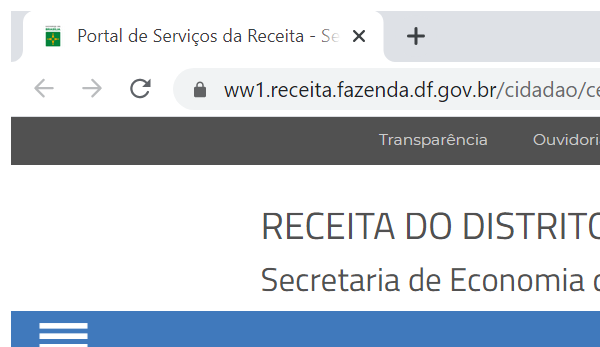 Portal de Serviços da Receita - Se
ww1.receita.fazenda.df.gov.br/cidadao/ce
Transparência Ouvidori
RECEITA DO DISTRITO
Secretaria de Economia